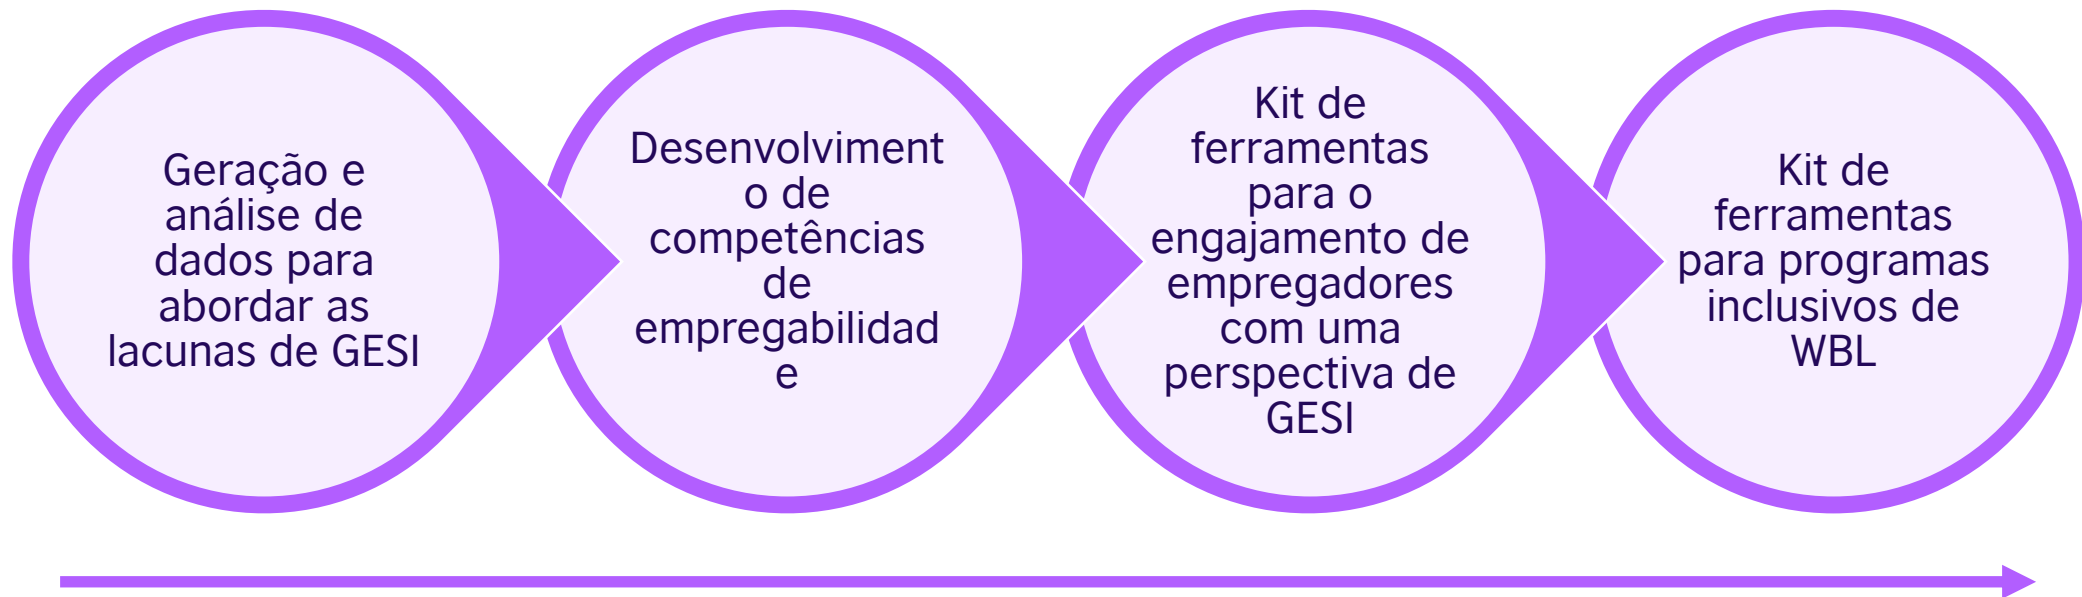 Geração e
análise de
dados para
abordar as
lacunas de GESI
Desenvolviment
o de
competências
de
empregabilidad
e
Kit de
ferramentas
para o
engajamento de
empregadores
com uma
perspectiva de
GESI
Kit de
ferramentas
para programas
inclusivos de
WBL